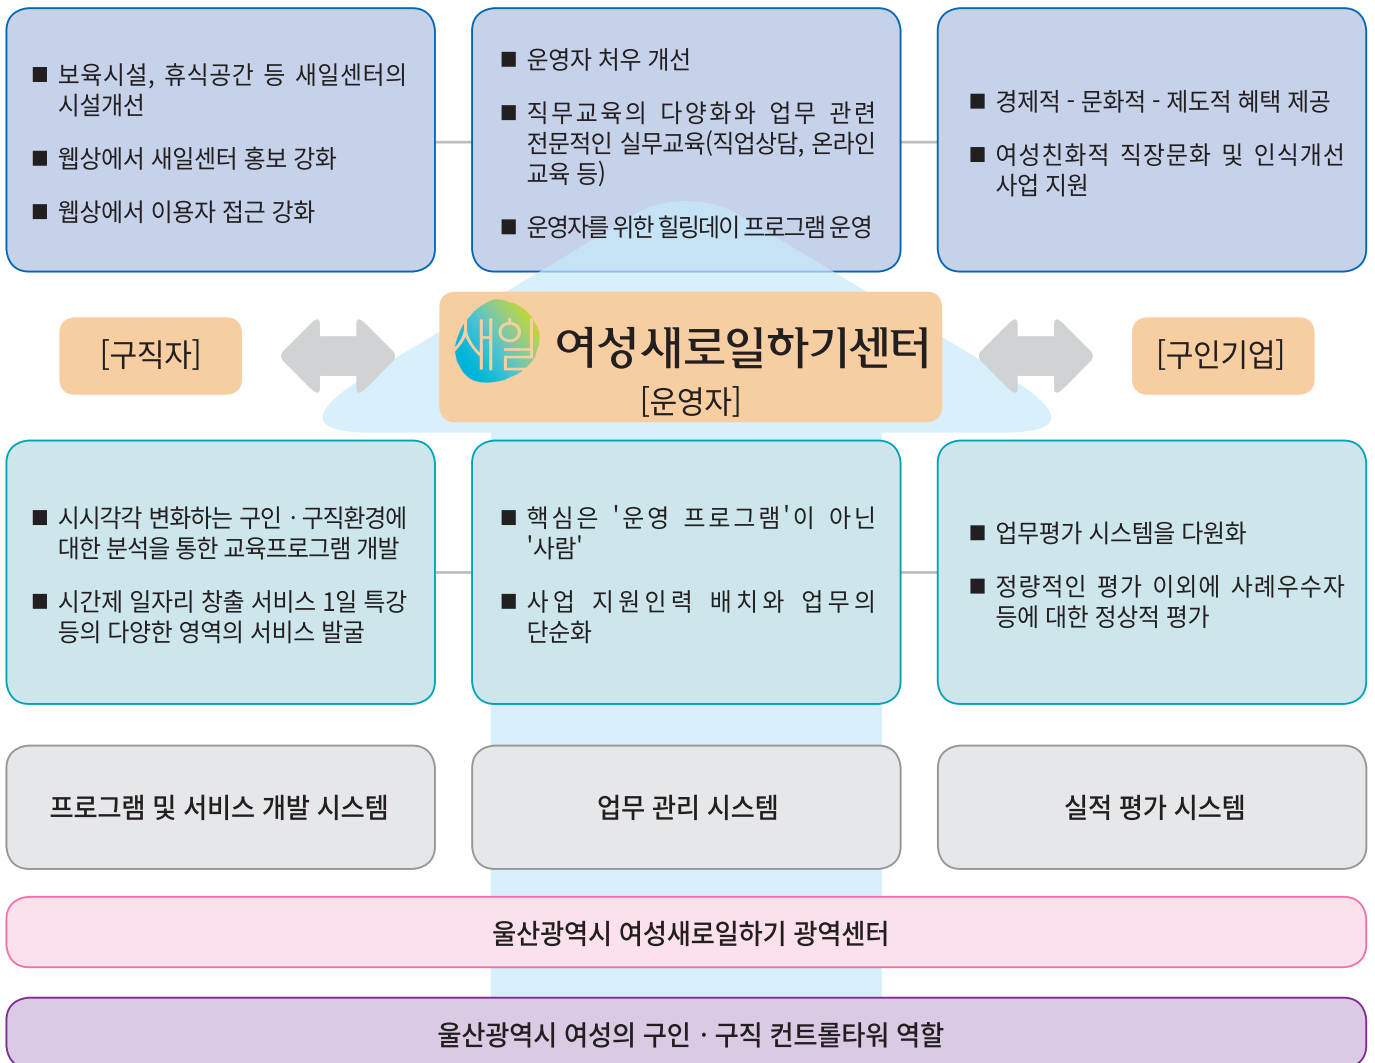 ■ 보육시설, 휴식공간 등 새일센터의
시설개선
■ 웹상에서 새일센터 홍보 강화
■ 웹상에서 이용자 접근 강화
■ 운영자 처우 개선
■ 직무교육의 다양화와 업무 관련
전문적인 실무교육(직업상담, 온라인
교육 등)
■ 운영자를 위한 힐링데이 프로그램 운영
■ 경제적 - 문화적 - 제도적 혜택 제공
■ 여성친화적 직장문화 및 인식개선
사업 지원
[구직자]
새일 여성새로일하기센터
[운영자]
[구인기업]
■ 시시각각 변화하는 구인 · 구직환경에
대한 분석을 통한 교육프로그램 개발
■ 시간제 일자리 창출 서비스 1일 특강
등의 다양한 영역의 서비스 발굴
■ 핵심은 '운영 프로그램'이 아닌
'사람'
■ 사업 지원인력 배치와 업무의
단순화
■ 업무평가 시스템을 다원화
■ 정량적인 평가 이외에 사례우수자
등에 대한 정상적 평가
프로그램 및 서비스 개발 시스템
업무 관리 시스템
실적 평가 시스템
울산광역시 여성새로일하기 광역센터
울산광역시 여성의 구인 · 구직 컨트롤타워 역할